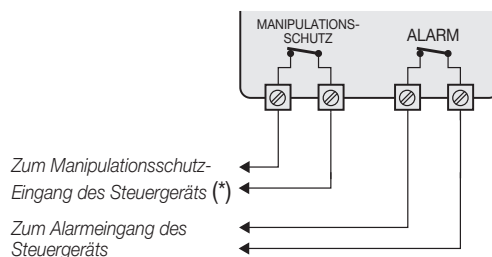 MANIPULATIONS-
SCHUTZ
ALARM
Zum Manipulationsschutz-
Eingang des Steuergeräts (*)
Zum Alarmeingang des
Steuergeräts